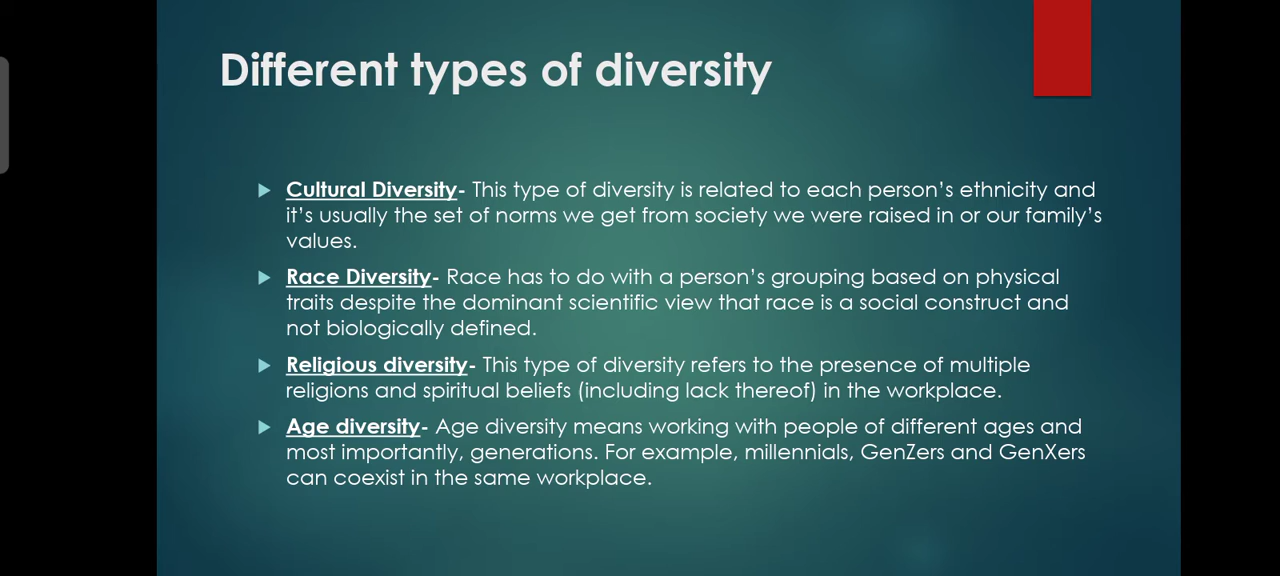 Different types of diversity
Cultural Diversity- This type of diversity is related to each person’s ethnicity and
it’s usually the set of norms we get from society we were raised in or our family’s
values.
Race Diversity- Race has to do with a person’s grouping based on physical
traits despite the dominant scientific view that race is a social construct and
not biologically defined.
Religious diversity- This type of diversity refers to the presence of multiple
religions and spiritual beliefs (including lack thereof) in the workplace.
Age diversity- Age diversity means working with people of different ages and
most importantly, generations. For example, millennials, GenZers and GenXers
can coexist in the same workplace.